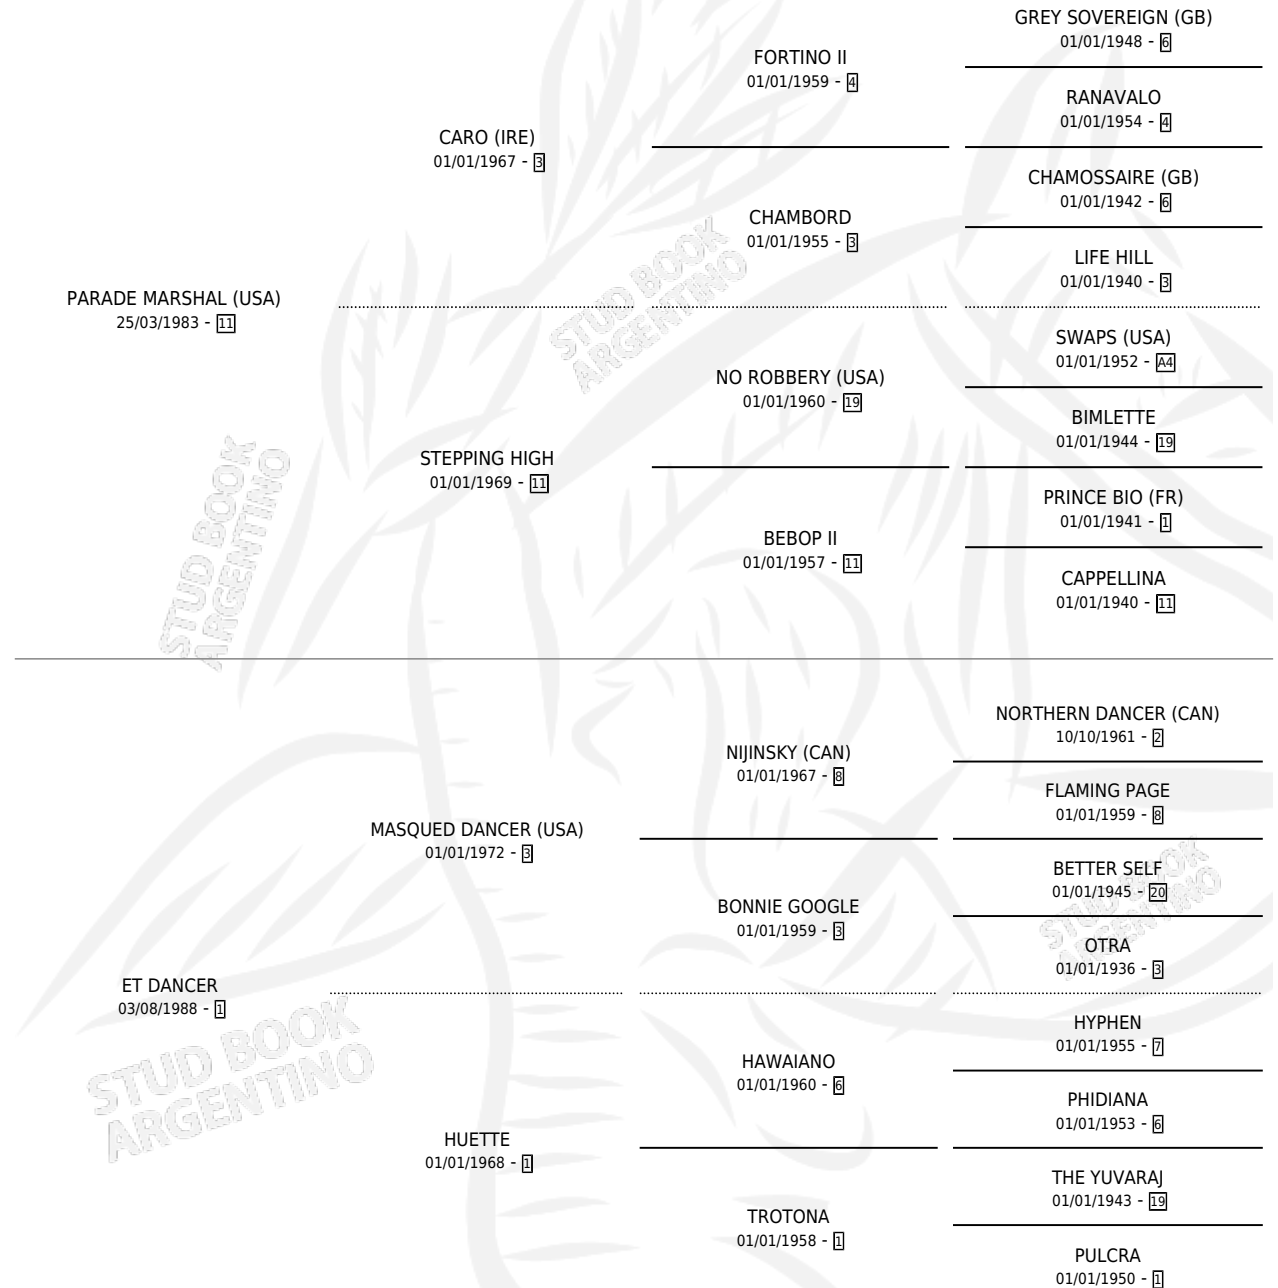 GREY SOVEREIGN (GB)
01/01/1948 - 6
FORTINO II
01/01/1959 - 4
RANAVALO
01/01/1954 - 4
CARO (IRE)
01/01/1967 - 3
CHAMOSSAIRE (GB)
01/01/1942 - 6
CHAMBORD
01/01/1955 - 3
LIFE HILL
01/01/1940 - 3
PARADE MARSHAL (USA)
25/03/1983 - 11
SWAPS (USA)
01/01/1952 - A4
NO ROBBERY (USA)
01/01/1960 - 19
BIMLETTE
01/01/1944 - 19
STEPPING HIGH
01/01/1969 - 11
PRINCE BIO (FR)
01/01/1941 - 1
BEBOP II
01/01/1957 - 11
CAPPELLINA
01/01/1940 - 11
STUD BOOK
ARGENTINO
STUD BOOK
ARGENTINO
NORTHERN DANCER (CAN)
10/10/1961 - 2
NIJINSKY (CAN)
01/01/1967 - 8
FLAMING PAGE
01/01/1959 - 8
MASQUED DANCER (USA)
01/01/1972 - 3
BETTER SELF
01/01/1945 - 20
BONNIE GOOGLE
01/01/1959 - 3
OTRA
01/01/1936 - 3
STUD BOOK
ARGENTINO
ET DANCER
03/08/1988 - 1
HYPHEN
01/01/1955 - 7
HAWAIANO
01/01/1960 - 6
PHIDIANA
01/01/1953 - 6
STUD BOOK
ARGENTINO
HUETTE
01/01/1968 - 1
THE YUVARAJ
01/01/1943 - 19
TROTONA
01/01/1958 - 1
PULCRA
01/01/1950 - 1